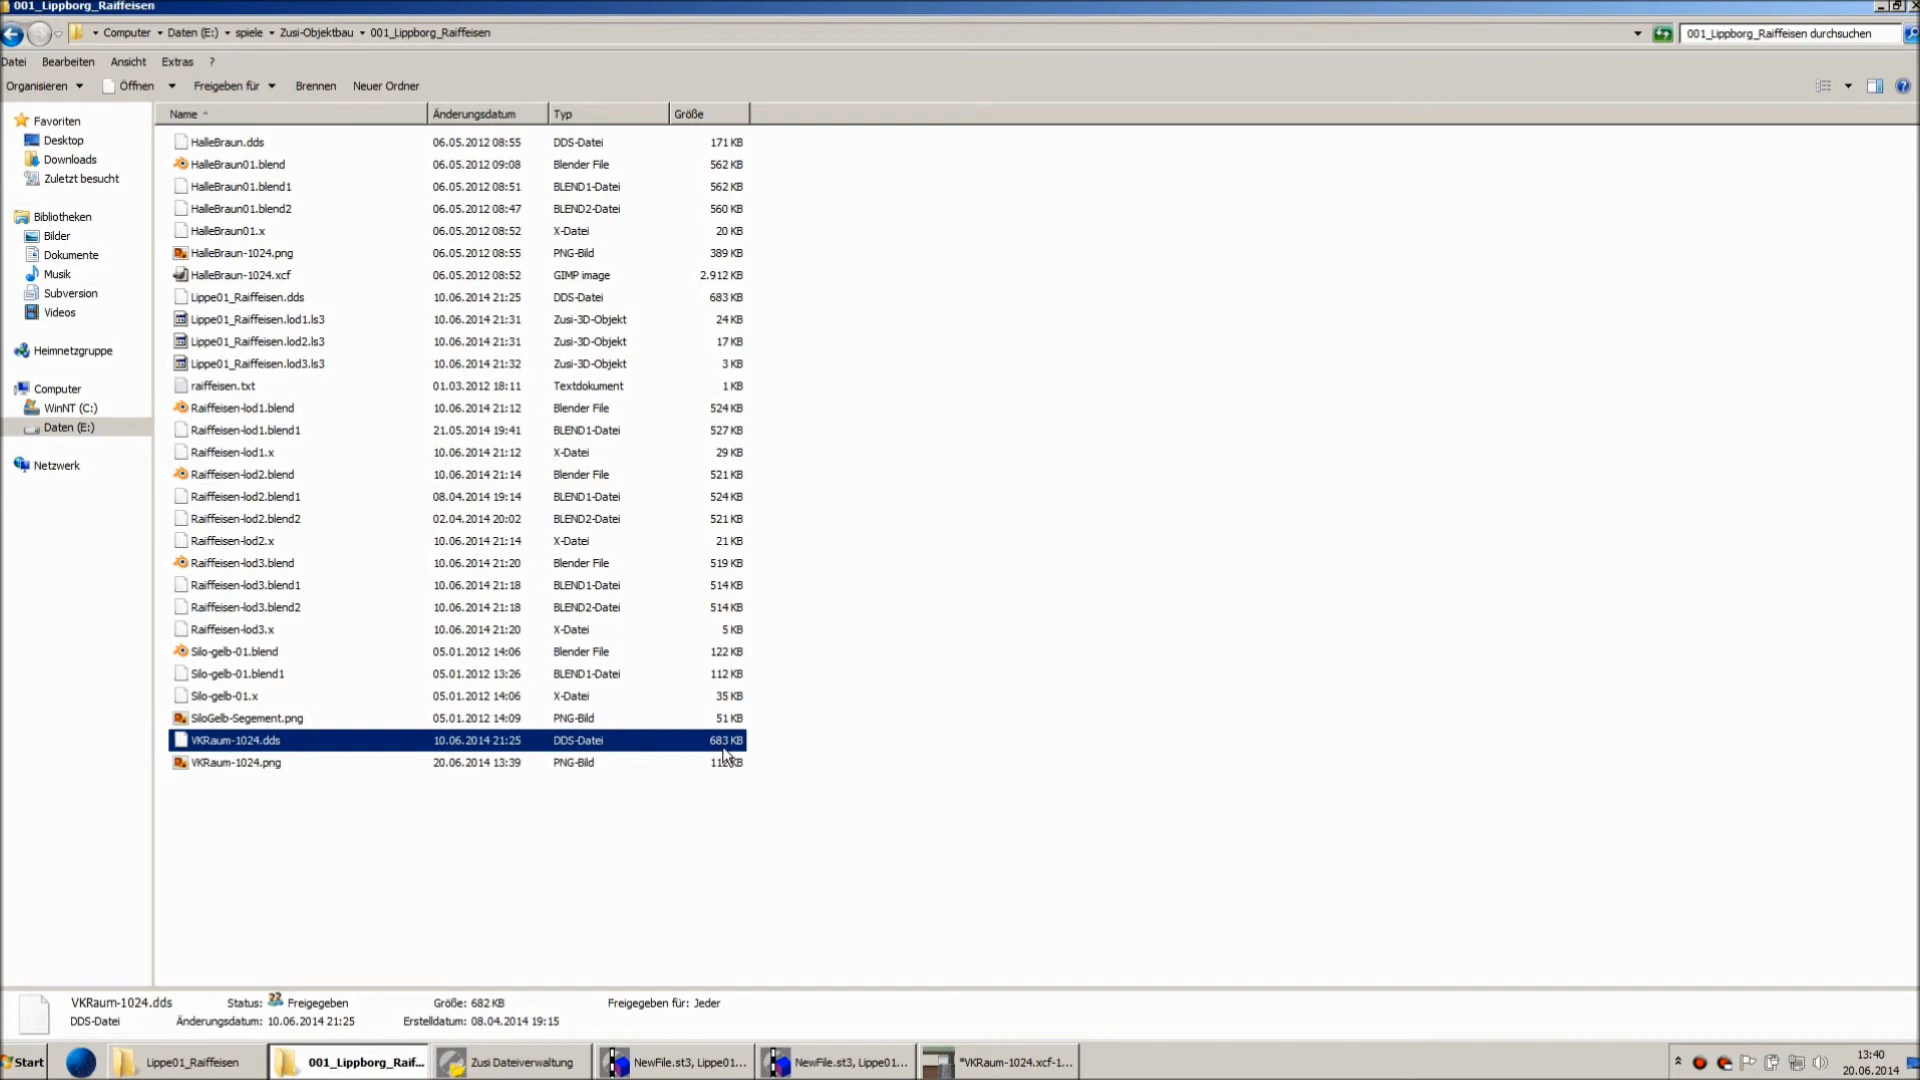 001_Lippborg_Raiffeisen
Computer Daten (E:) spiele Zusi-Objektbau 001_Lippborg_Raiffeisen
001_Lippborg_Raiffeisen durchsuchen
Datei Bearbeiten Ansicht Extras ?
Organisieren Öffnen Freigeben für Brennen Neuer Ordner
Favoriten
Desktop
Downloads
Zuletzt besucht
Bibliotheken
Bilder
Dokumente
Musik
Subversion
Videos
Heimnetzgruppe
Computer
WinNT (C:)
Daten (E:)
Netzwerk
Name Änderungsdatum Typ Größe
HalleBraun.dds 06.05.2012 08:55 DDS-Datei 171 KB
HalleBraun01.blend 06.05.2012 09:08 Blender File 562 KB
HalleBraun01.blend1 06.05.2012 08:51 BLEND1-Datei 562 KB
HalleBraun01.blend2 06.05.2012 08:47 BLEND2-Datei 560 KB
HalleBraun01.x 06.05.2012 08:52 X-Datei 20 KB
HalleBraun-1024.png 06.05.2012 08:55 PNG-Bild 389 KB
HalleBraun-1024.xcf 06.05.2012 08:52 GIMP image 2.912 KB
Lippe01_Raiffeisen.dds 10.06.2014 21:25 DDS-Datei 683 KB
Lippe01_Raiffeisen.lod1.ls3 10.06.2014 21:31 Zusi-3D-Objekt 24 KB
Lippe01_Raiffeisen.lod2.ls3 10.06.2014 21:31 Zusi-3D-Objekt 17 KB
Lippe01_Raiffeisen.lod3.ls3 10.06.2014 21:32 Zusi-3D-Objekt 3 KB
raiffeisen.txt 01.03.2012 18:11 Textdokument 1 KB
Raiffeisen-lod1.blend 10.06.2014 21:12 Blender File 524 KB
Raiffeisen-lod1.blend1 21.05.2014 19:41 BLEND1-Datei 527 KB
Raiffeisen-lod1.x 10.06.2014 21:12 X-Datei 29 KB
Raiffeisen-lod2.blend 10.06.2014 21:14 Blender File 521 KB
Raiffeisen-lod2.blend1 08.04.2014 19:14 BLEND1-Datei 524 KB
Raiffeisen-lod2.blend2 02.04.2014 20:02 BLEND2-Datei 521 KB
Raiffeisen-lod2.x 10.06.2014 21:14 X-Datei 21 KB
Raiffeisen-lod3.blend 10.06.2014 21:20 Blender File 519 KB
Raiffeisen-lod3.blend1 10.06.2014 21:18 BLEND1-Datei 514 KB
Raiffeisen-lod3.blend2 10.06.2014 21:18 BLEND2-Datei 514 KB
Raiffeisen-lod3.x 10.06.2014 21:20 X-Datei 5 KB
Silo-gelb-01.blend 05.01.2012 14:06 Blender File 122 KB
Silo-gelb-01.blend1 05.01.2012 13:26 BLEND1-Datei 112 KB
Silo-gelb-01.x 05.01.2012 14:06 X-Datei 35 KB
SiloGelb-Segement.png 05.01.2012 14:09 PNG-Bild 51 KB
VKRaum-1024.dds 10.06.2014 21:25 DDS-Datei 683 KB
VKRaum-1024.png 20.06.2014 13:39 PNG-Bild KB
VKRaum-1024.dds Status: Freigegeben Größe: 682 KB Freigegeben für: Jeder
DDS-Datei Änderungsdatum: 10.06.2014 21:25 Erstelldatum: 08.04.2014 19:15
Start Lippe01_Raiffeisen 001_Lippborg_Raif... Zusi Dateiverwaltung NewFile.st3, Lippe01... NewFile.st3, Lippe01... *VKRaum-1024.xcf-1... 13:40
20.06.2014